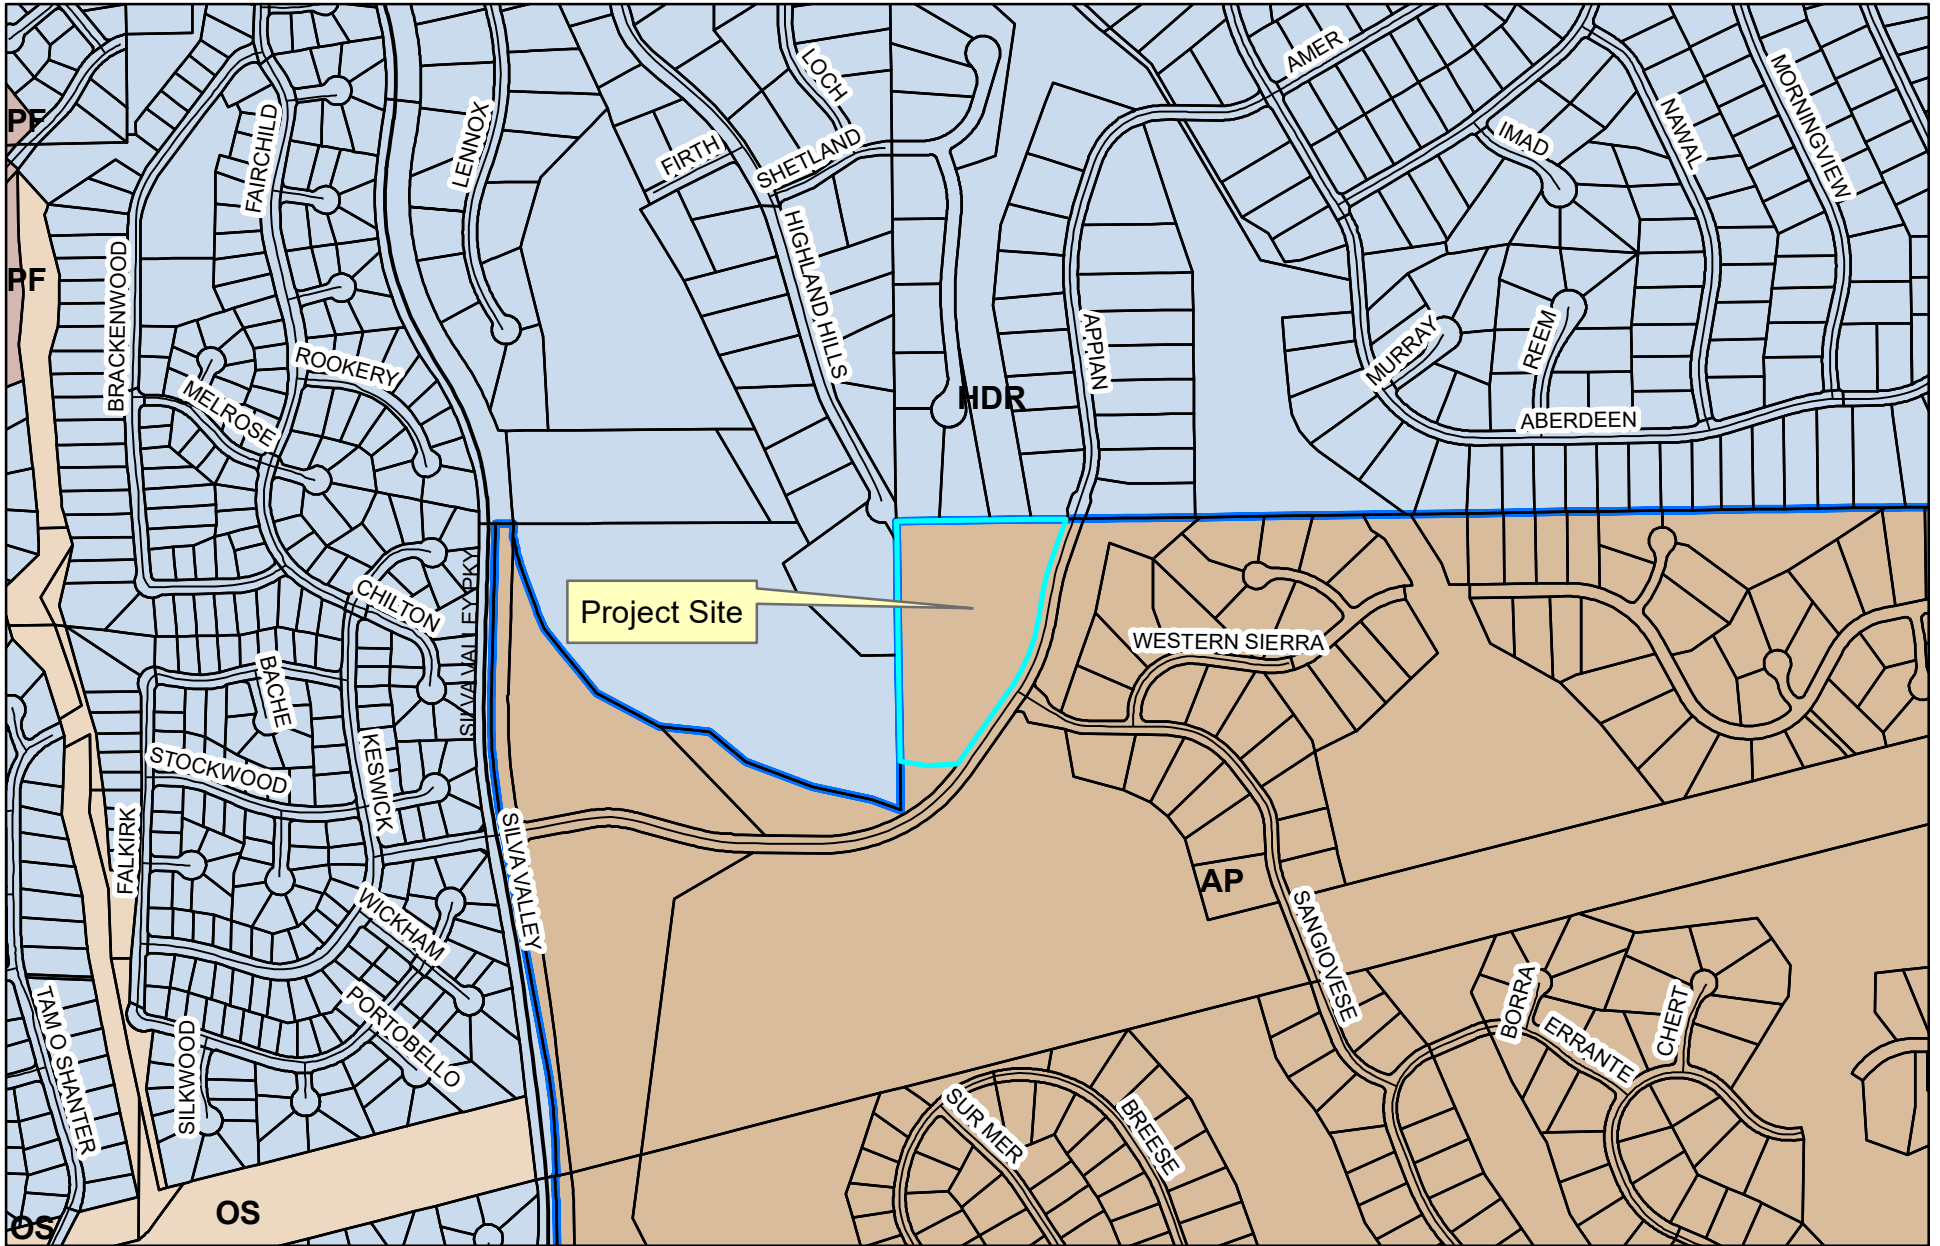 AMER
LOCH
MORNINGVIEW
NAWAL
PF
LENNOX
FAIRCHILD
IMAD
FIRTH
SHETLAND
PF
BRACKENWOOD
HIGHLAND HILLS
APPIAN
MURRAY
REEM
ROOKERY
MELROSE
HDR
ABERDEEN
SILVA VALLEY PKY
CHILTON
Project Site
WESTERN SIERRA
BACHE
KESWICK
STOCKWOOD
FALKIRK
SILVA VALLEY
AP
WICKHAM
SANGIOVESE
TAM O SHANTER
PORTOBELLO
SILKWOOD
BORRA
ERRANTE
CHERT
SUR MER
BREESE
OS
OS